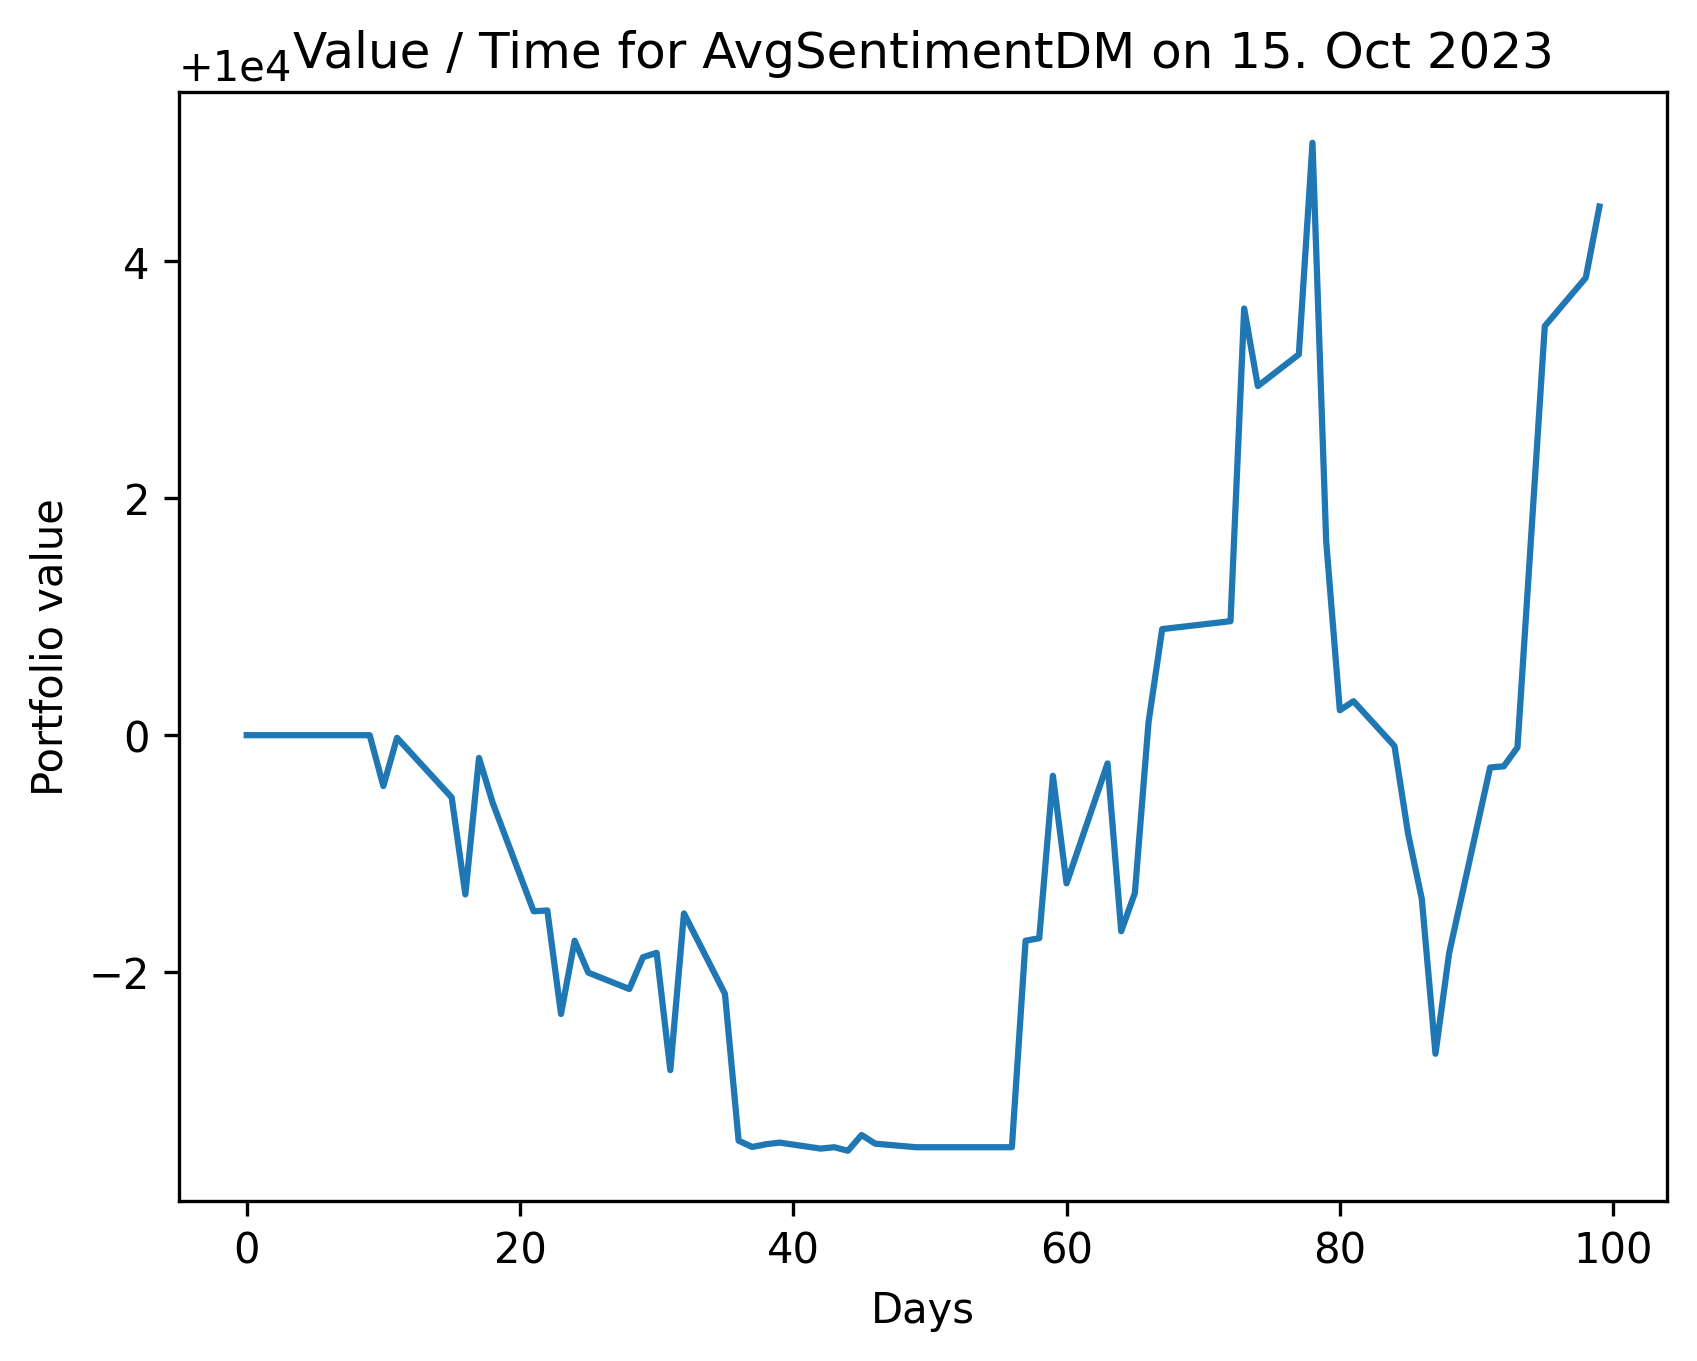 Value / Time for AvgSentimentDM on 15. Oct 2023
+1e4
4
2
0
−2
Portfolio value
0 20 40 60 80 100
Days